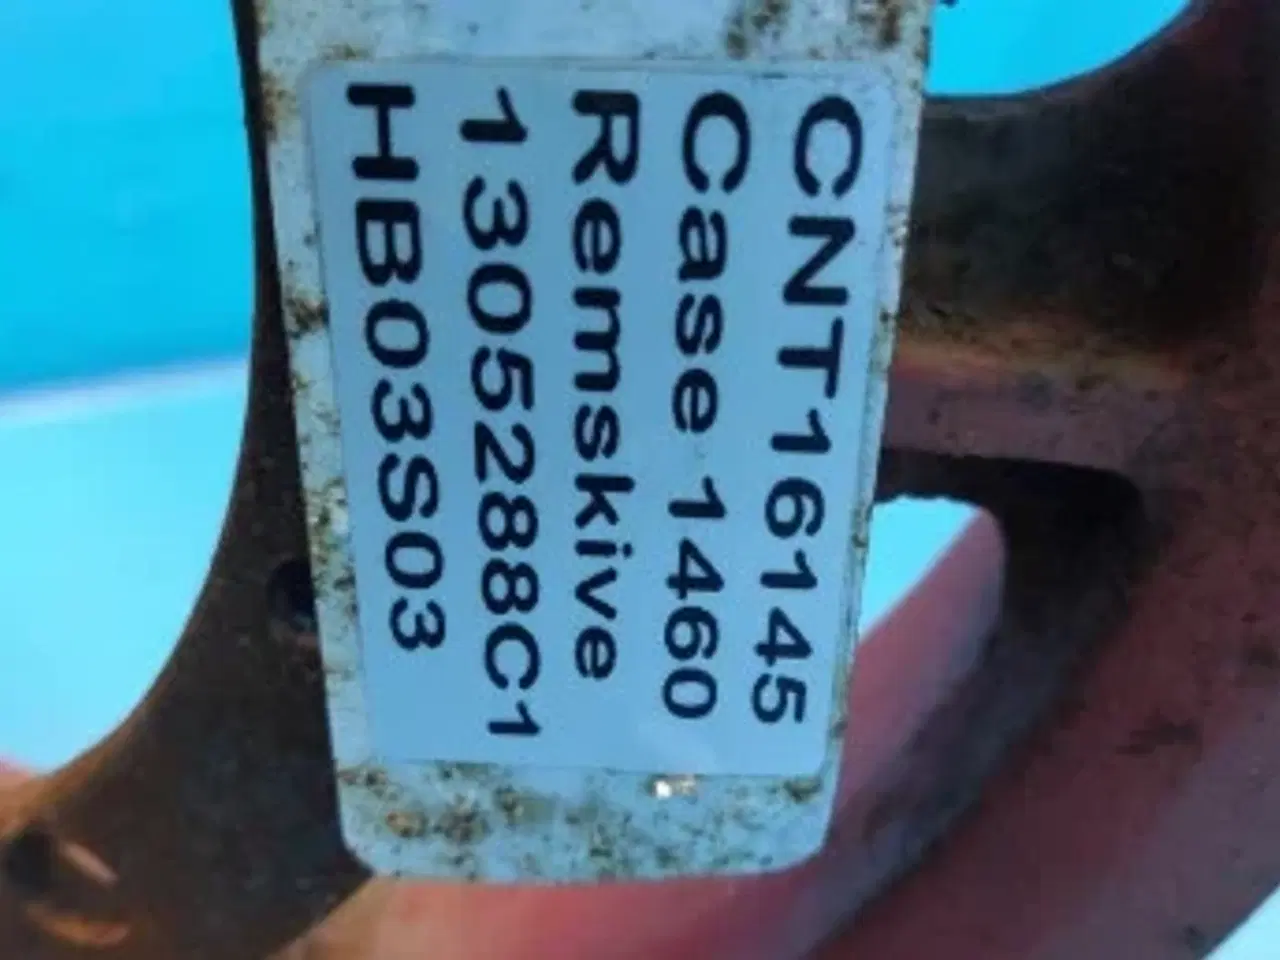 CNT16145
Case 1460
Remskive
1305288C1
HB03S03